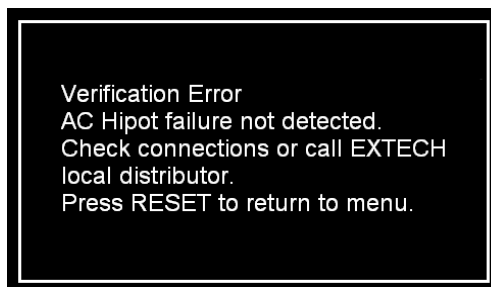 Verification Error
AC Hipot failure not detected.
Check connections or call EXTECH
local distributor.
Press RESET to return to menu.